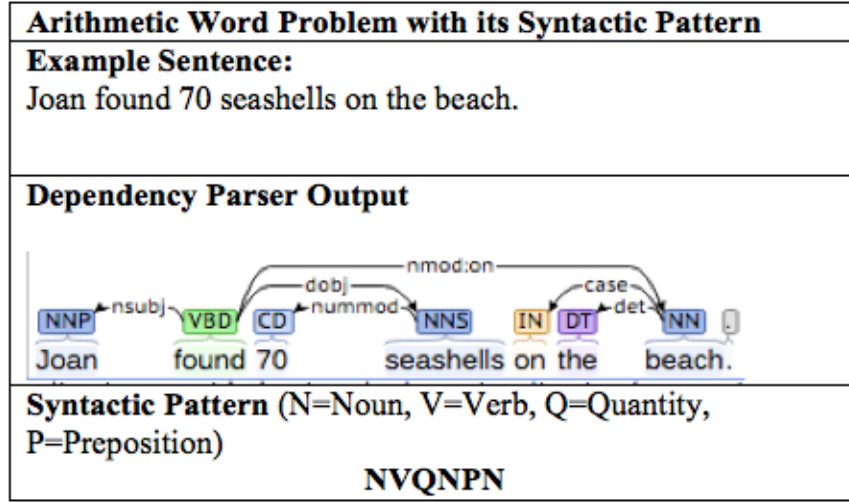 Arithmetic Word Problem with its Syntactic Pattern
Example Sentence:
Joan found 70 seashells on the beach.
Dependency Parser Output
nmod:on
dobj case
nsubj nummod det
NNP VBD CD NNS IN DT NN .
Joan found 70 seashells on the beach.
Syntactic Pattern (N=Noun, V=Verb, Q=Quantity,
P=Preposition)
NVQNPN